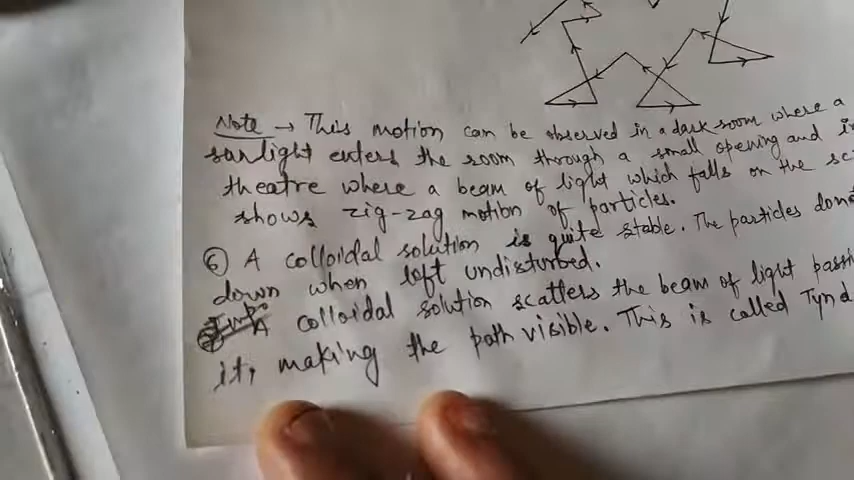 Note → This motion can be observed in a dark room where a
sunlight enters the room through a small opening and in
theatre where a beam of light which falls on the sc
shows zig-zag motion of particles.
⑥ A colloidal solution is quite stable. The particles donot
down when left undisturbed.
⑦ A colloidal solution scatters the beam of light passi
it, making the path visible. This is called Tynd